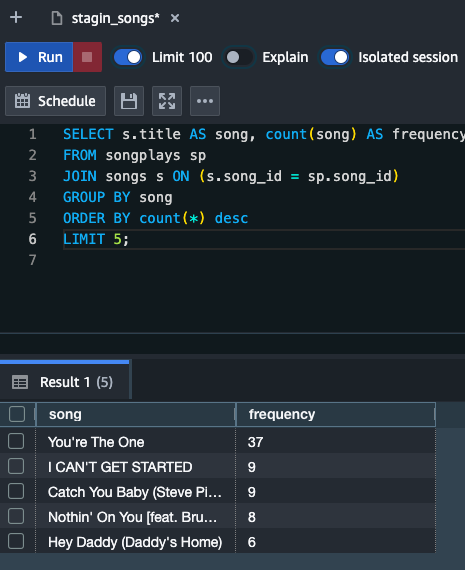 + stagin_songs* ×
Run Limit 100 Explain Isolated session
Schedule
1 SELECT s.title AS song, count(song) AS frequency
2 FROM songplays sp
3 JOIN songs s ON (s.song_id = sp.song_id)
4 GROUP BY song
5 ORDER BY count(*) desc
6 LIMIT 5;
7
Result 1 (5)
song frequency
You're The One 37
I CAN'T GET STARTED 9
Catch You Baby (Steve Pi... 9
Nothin' On You [feat. Bru... 8
Hey Daddy (Daddy's Home) 6